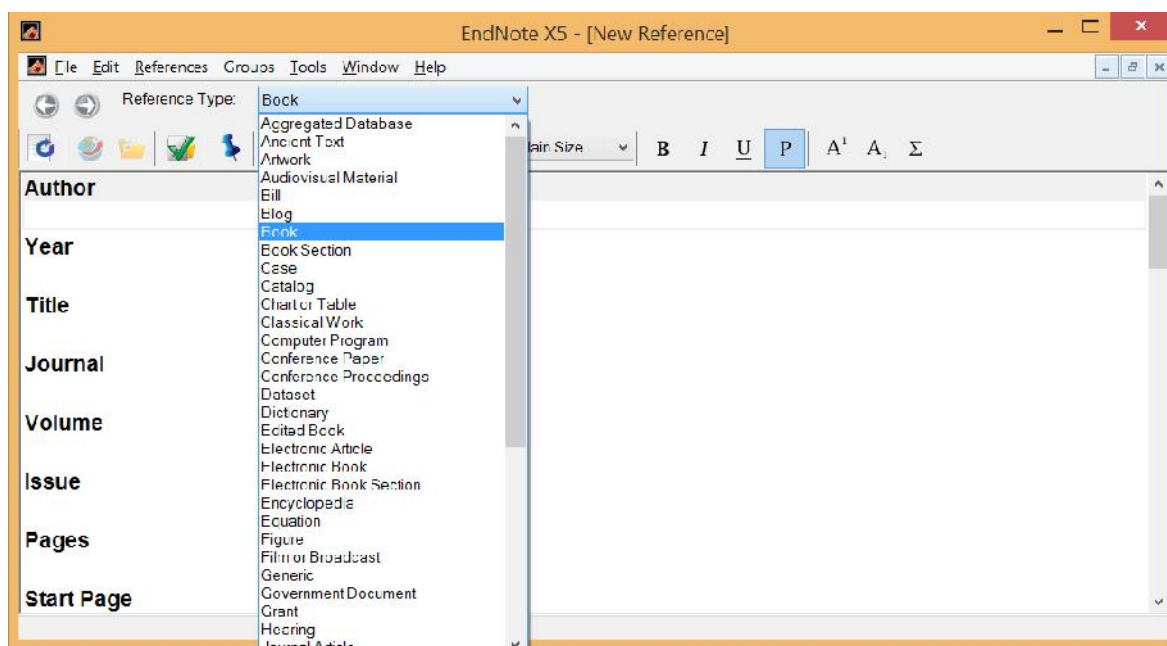 EndNote X5 - [New Reference]
File Edit References Groups Tools Window Help
Reference Type: Book
Aggregated Database
Ancient Text
Plain Size B I U P A¹ A₁ Σ
Artwork
Author
Audiovisual Material
Bill
Blog
Book
Year
Book Section
Case
Catalog
Title
Chart or Table
Classical Work
Computer Program
Journal
Conference Paper
Conference Proceedings
Dataset
Volume
Dictionary
Edited Book
Electronic Article
Electronic Book
Issue
Electronic Book Section
Encyclopedia
Equation
Pages
Figure
Film or Broadcast
Generic
Start Page
Government Document
Grant
Hearing
Journal Article